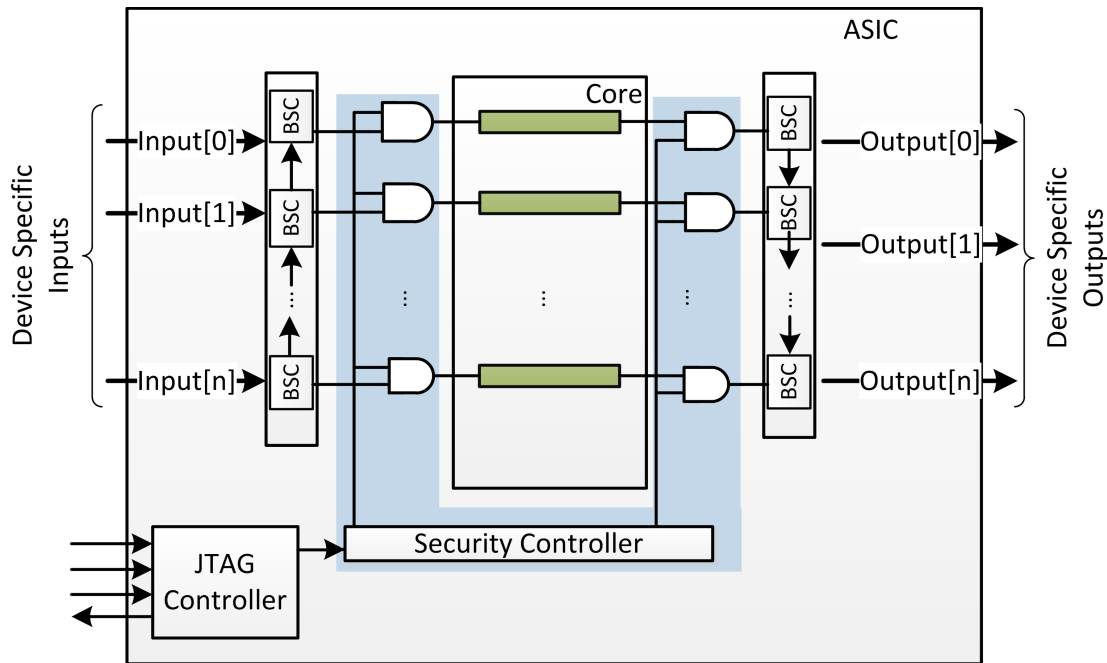 ASIC
Core
BSC
BSC
Input[0]
Output[0]
BSC
BSC
Input[1]
Output[1]
Device Specific
Inputs
Device Specific
Outputs
...
...
...
...
...
BSC
BSC
Input[n]
Output[n]
Security Controller
JTAG
Controller